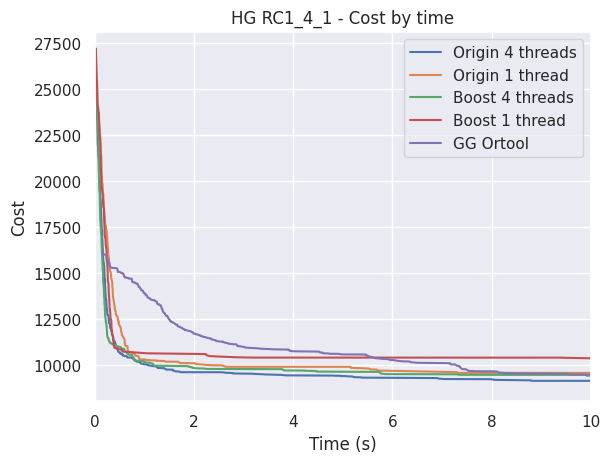 HG RC1_4_1 - Cost by time
Cost
27500
25000
22500
20000
17500
15000
12500
10000
Origin 4 threads
Origin 1 thread
Boost 4 threads
Boost 1 thread
GG Ortool
0 2 4 6 8 10
Time (s)